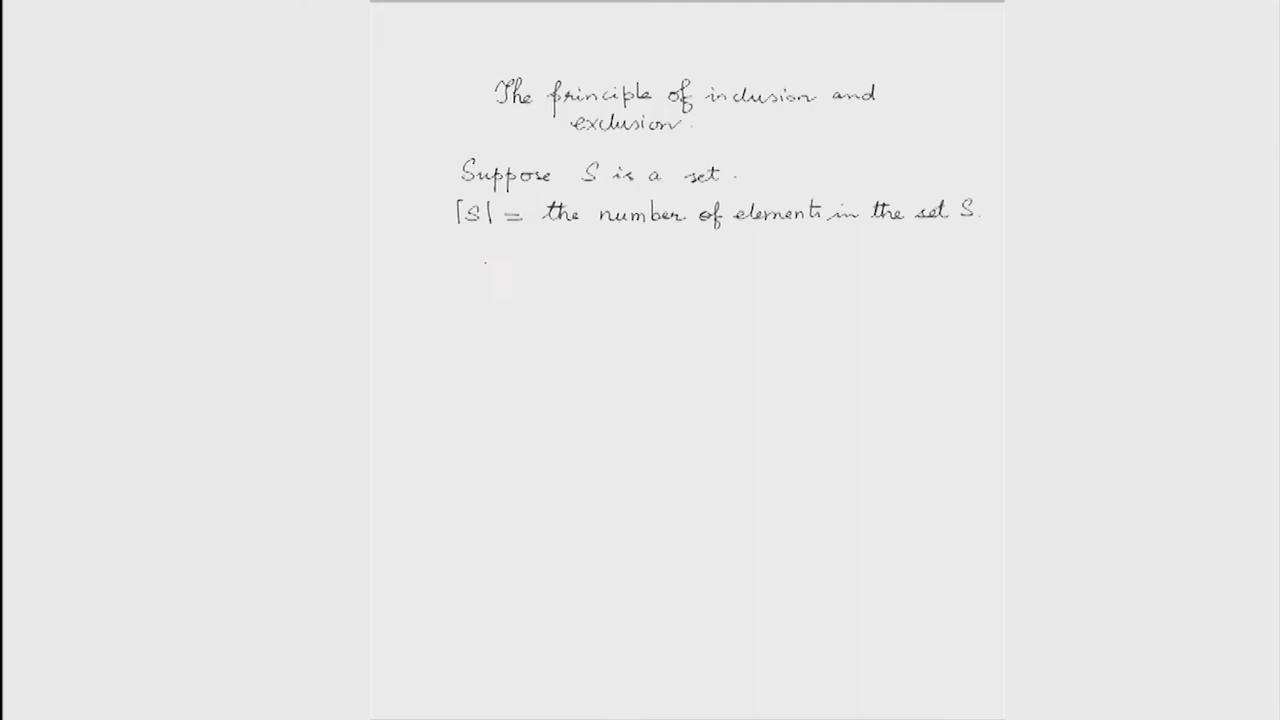 The principle of inclusion and
exclusion.
Suppose S is a set.
|S| = the number of elements in the set S.